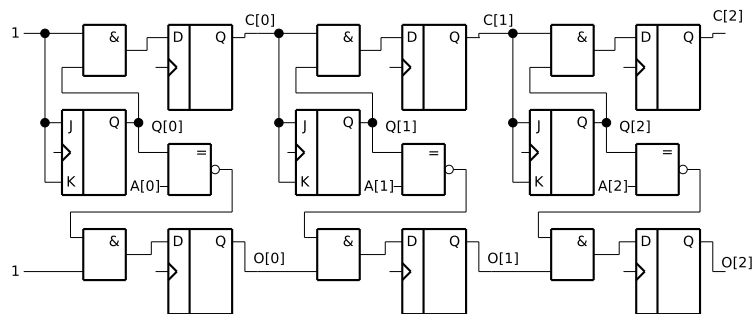 C[0] C[1] C[2]
1 & D Q & D Q & D Q
J Q Q[0] J Q Q[1] J Q Q[2]
= = =
K A[0] K A[1] K A[2]
& D Q & D Q & D Q
O[0] O[1] O[2]
1